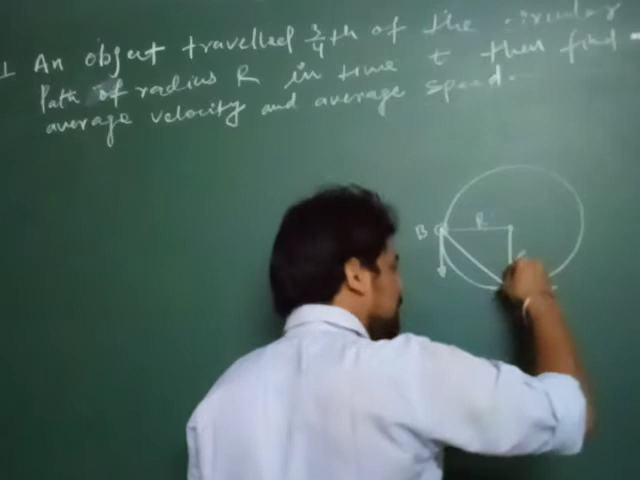 1 An object travelled 3/4th of the circular
path of radius R in time t then find
average velocity and average speed.
B R